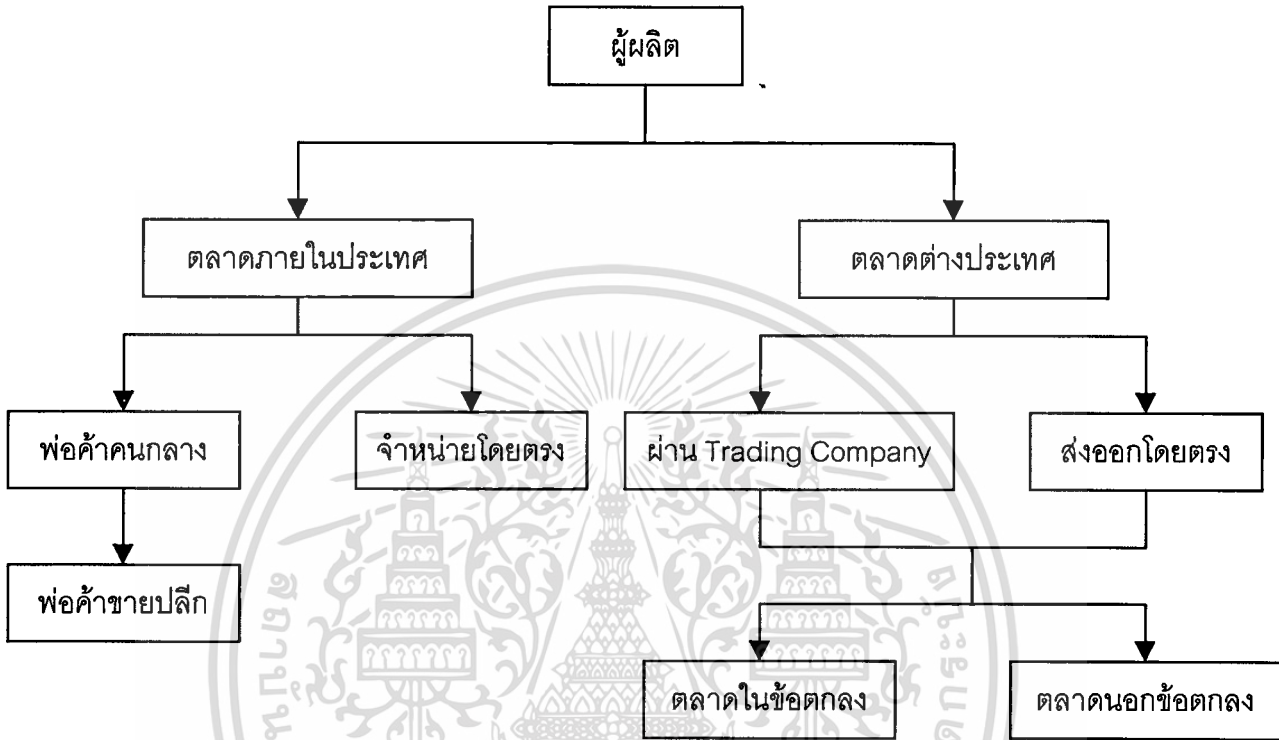 ผู้ผลิต
ตลาดภายในประเทศ
ตลาดต่างประเทศ
พ่อค้าคนกลาง
จำหน่ายโดยตรง
ผ่าน Trading Company
ส่งออกโดยตรง
พ่อค้าขายปลีก
ตลาดในข้อตกลง
ตลาดนอกข้อตกลง